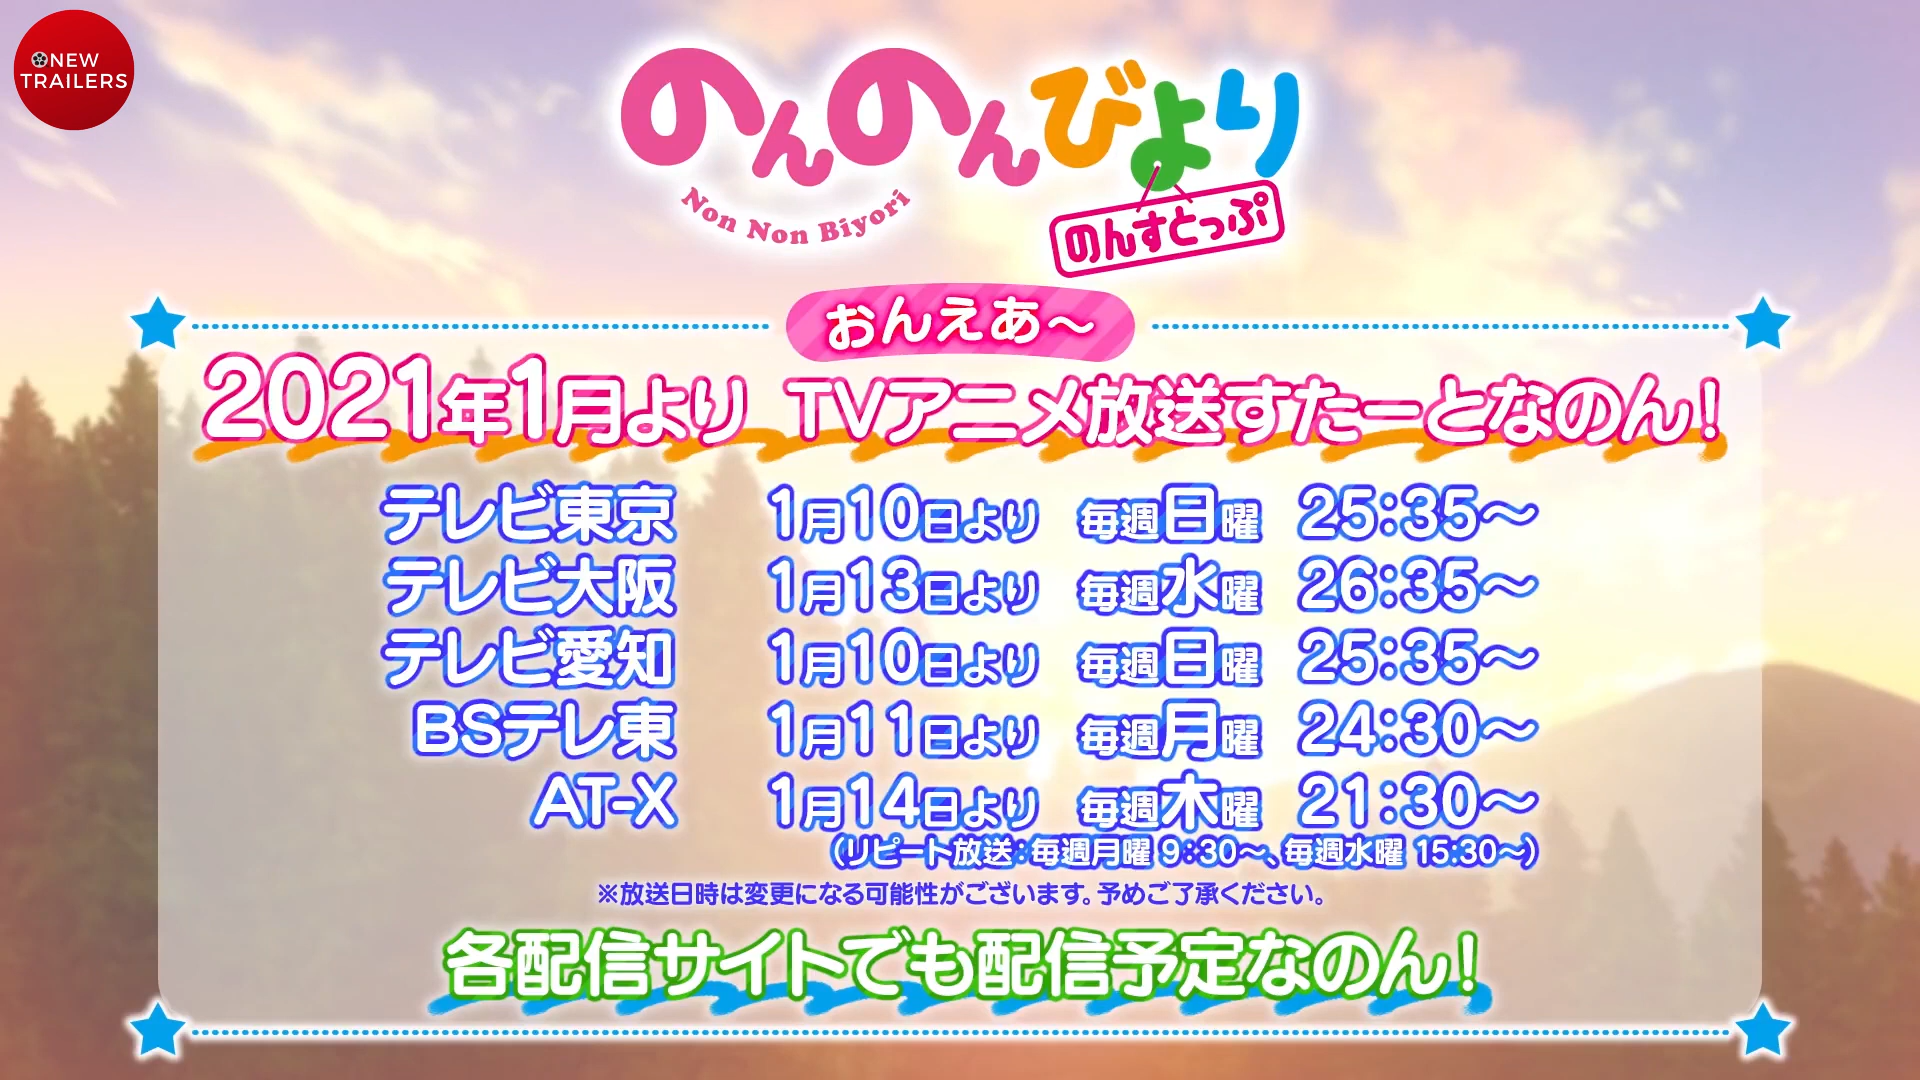 NEW
TRAILERS
のんのんびより
Non Non Biyori
のんすとっぷ
おんえあ～
2021年1月より TVアニメ放送すたーとなのん！
テレビ東京 1月10日より 毎週日曜 25:35～
テレビ大阪 1月13日より 毎週水曜 26:35～
テレビ愛知 1月10日より 毎週日曜 25:35～
BSテレ東 1月11日より 毎週月曜 24:30～
AT-X 1月14日より 毎週木曜 21:30～
（リピート放送：毎週月曜 9:30～、毎週水曜 15:30～）
※放送日時は変更になる可能性がございます。予めご了承ください。
各配信サイトでも配信予定なのん！